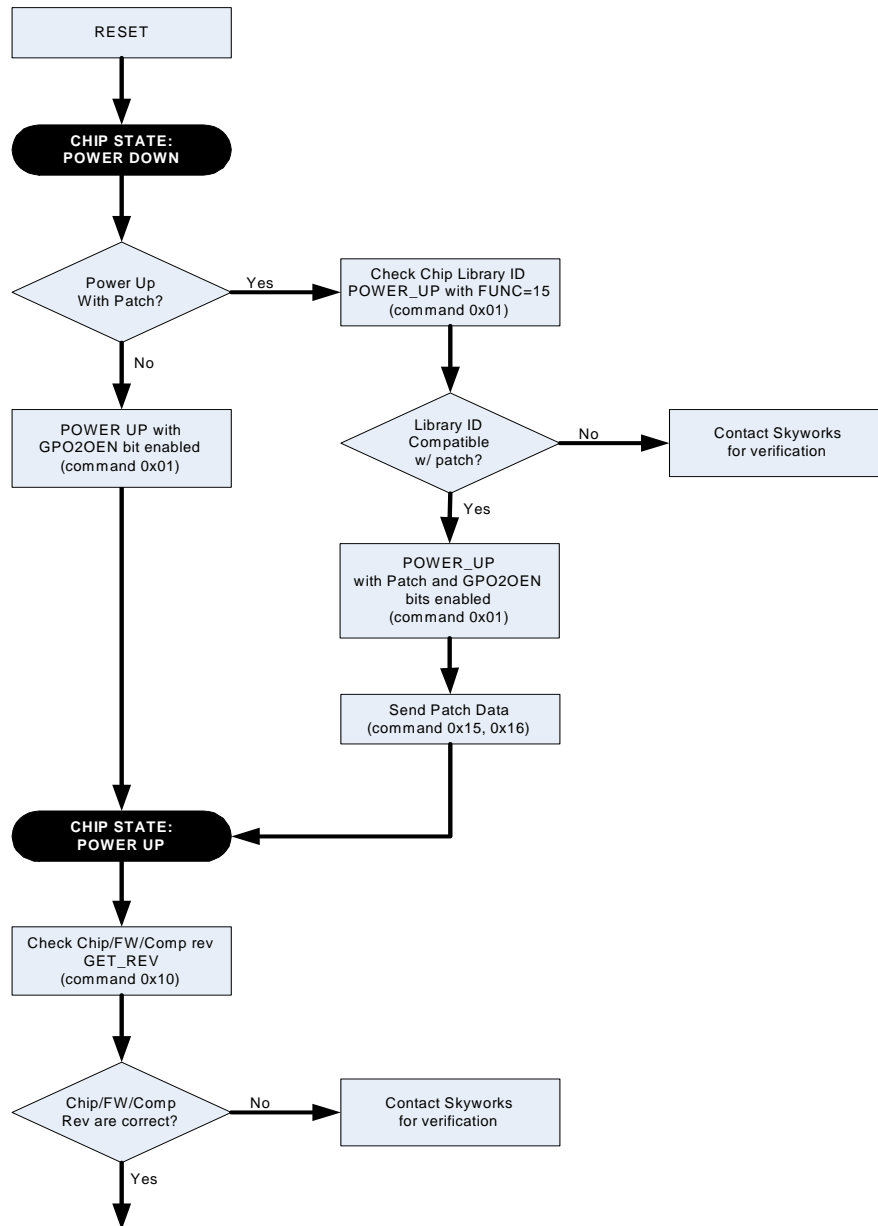 RESET
CHIP STATE:
POWER DOWN
Power Up
With Patch?
Yes
Check Chip Library ID
POWER_UP with FUNC=15
(command 0x01)
No
POWER UP with
GPO2OEN bit enabled
(command 0x01)
Library ID
Compatible
w/ patch?
No
Contact Skyworks
for verification
Yes
POWER_UP
with Patch and GPO2OEN
bits enabled
(command 0x01)
Send Patch Data
(command 0x15, 0x16)
CHIP STATE:
POWER UP
Check Chip/FW/Comp rev
GET_REV
(command 0x10)
Chip/FW/Comp
Rev are correct?
No
Contact Skyworks
for verification
Yes